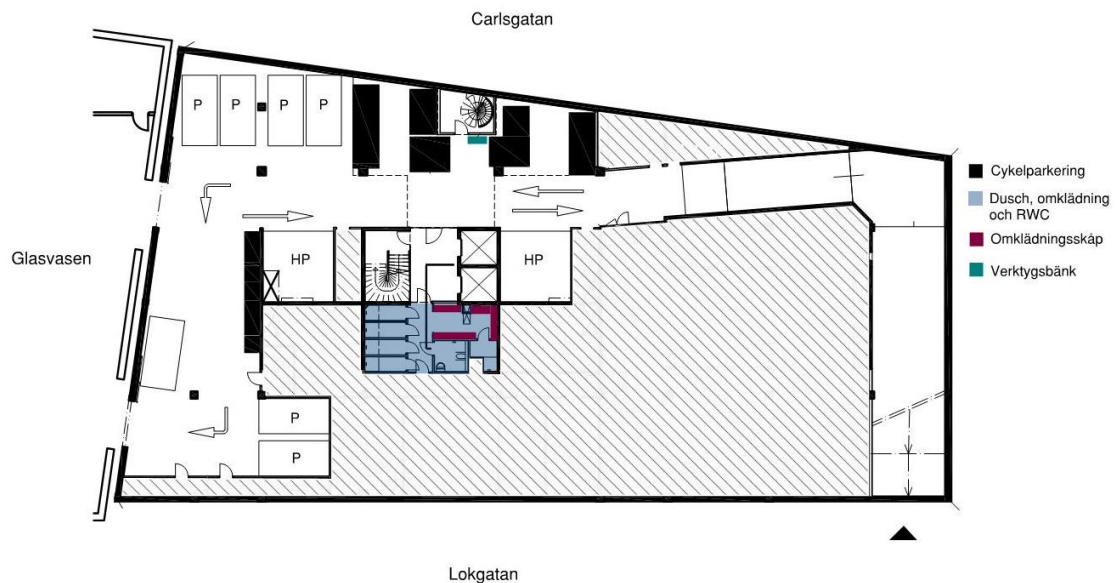 Carlsgatan
P
P
P
P
Cykelparkering
Dusch, omklädning
och RWC
Omklädningsskåp
Verktygsbänk
Glasvasen
HP
HP
P
P
Lokgatan